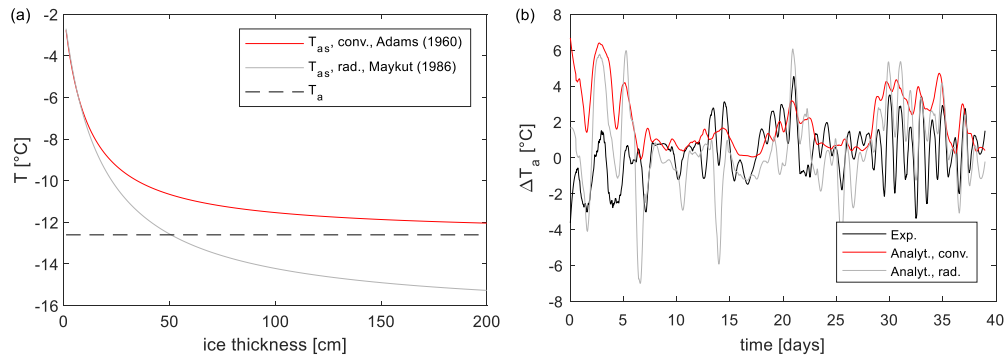 (a)
-2
-4
-6
-8
-10
-12
-14
-16
T [°C]
0
50
100
150
200
ice thickness [cm]
T_as, conv., Adams (1960)
T_as, rad., Maykut (1986)
T_a
(b)
8
6
4
2
0
-2
-4
-6
-8
ΔT_a [°C]
0
5
10
15
20
25
30
35
40
time [days]
Exp.
Analyt., conv.
Analyt., rad.